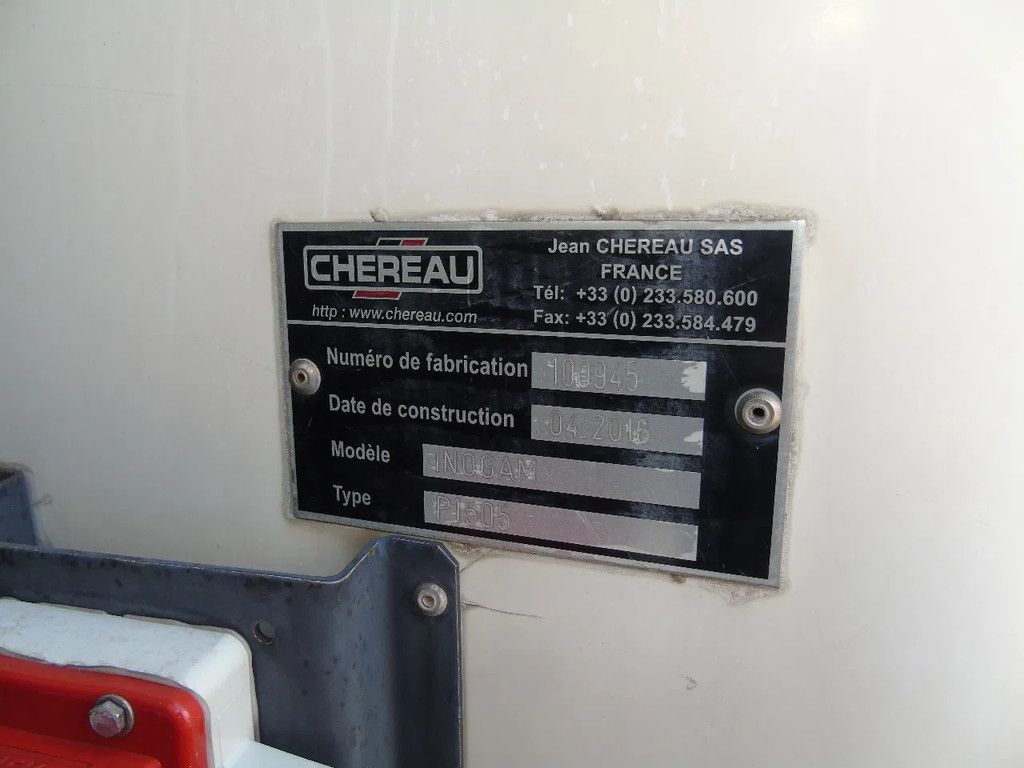 CHEREAU
http : www.chereau.com
Jean CHEREAU SAS
FRANCE
Tél: +33 (0) 233.580.600
Fax: +33 (0) 233.584.479
Numéro de fabrication 100945
Date de construction 04.2016
Modèle INOGAM
Type P1505